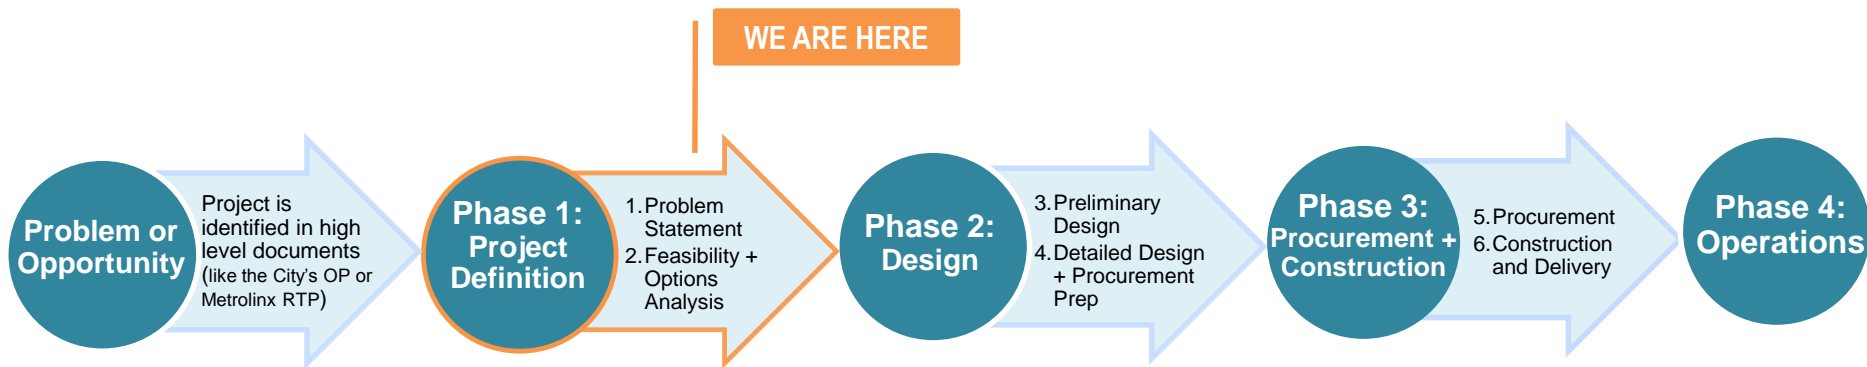 WE ARE HERE
Problem or
Opportunity
Project is
identified in high
level documents
(like the City's OP or
Metrolinx RTP)
Phase 1:
Project
Definition
1.Problem
Statement
2.Feasibility +
Options
Analysis
Phase 2:
Design
3.Preliminary
Design
4.Detailed Design
+ Procurement
Prep
Phase 3:
Procurement +
Construction
5.Procurement
6.Construction
and Delivery
Phase 4:
Operations